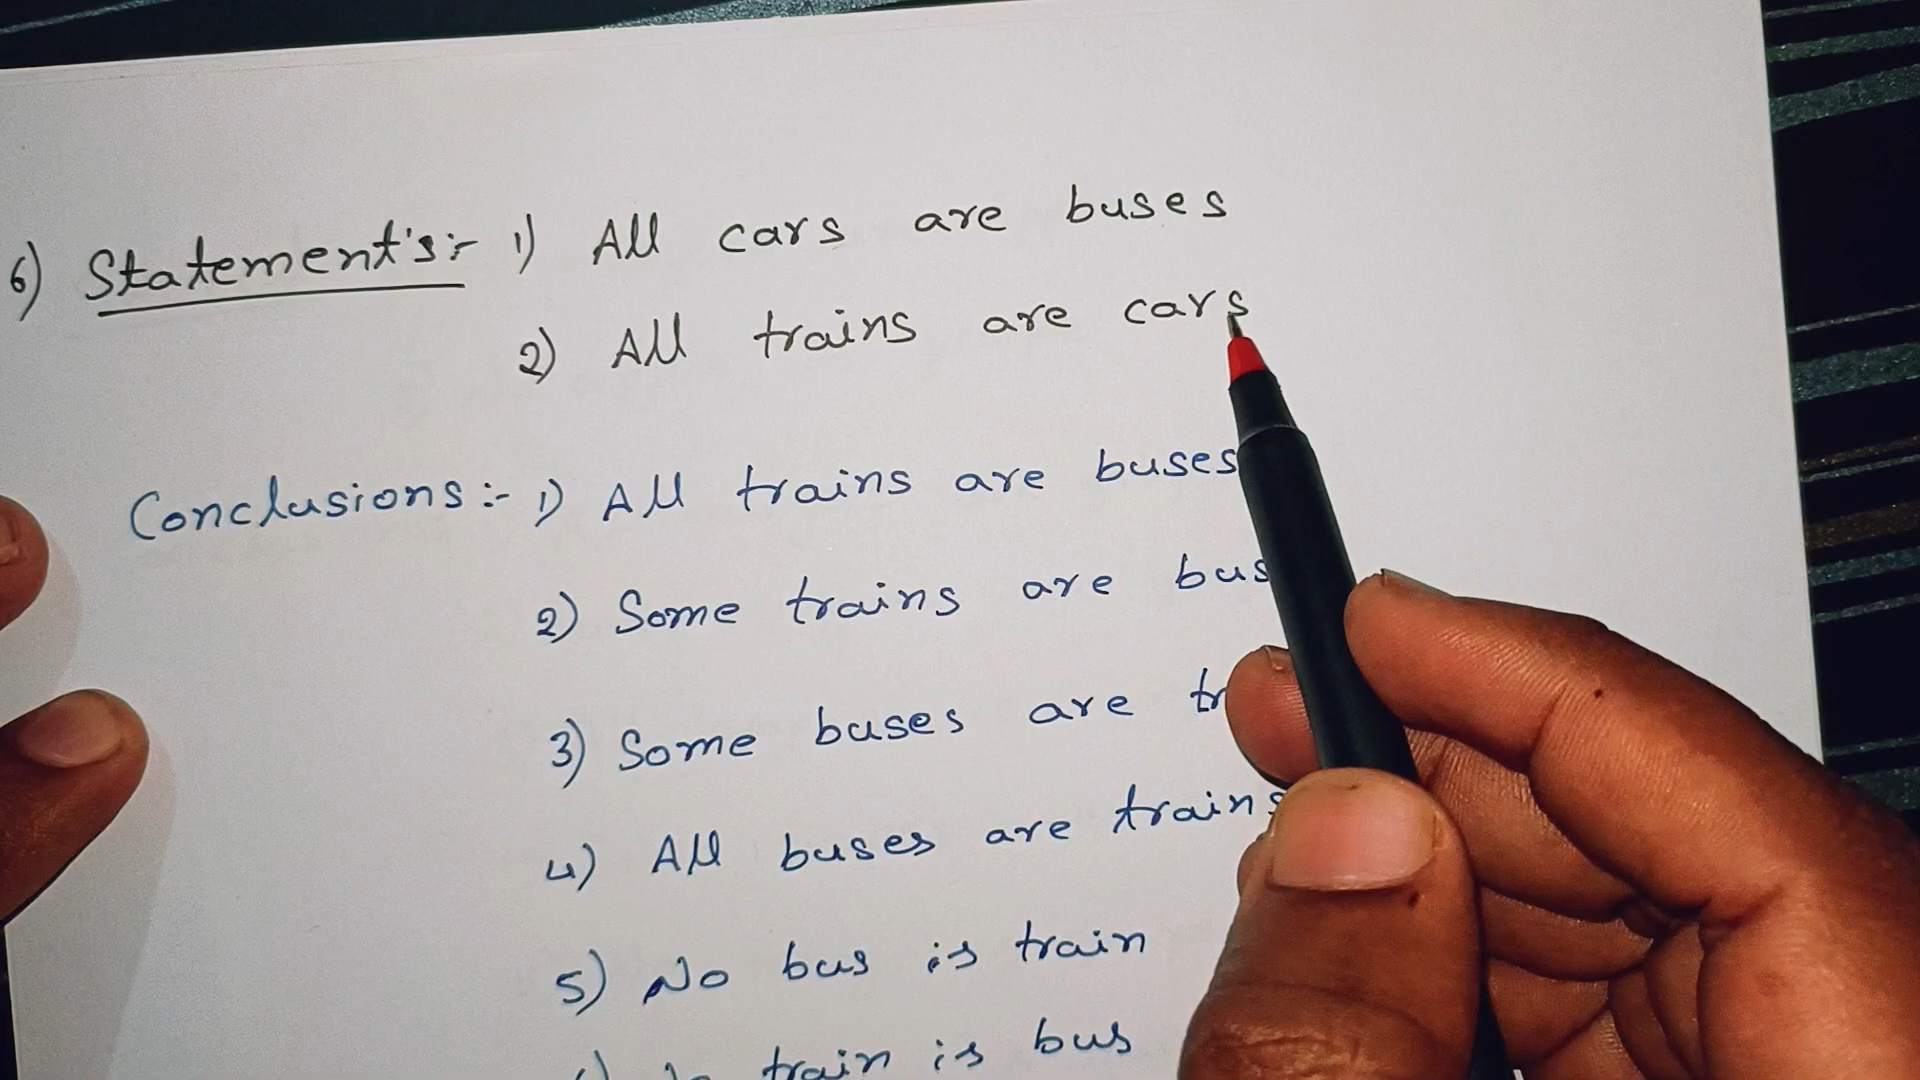 6) Statement's:- 1) All cars are buses
2) All trains are cars
Conclusions:- 1) All trains are buses
2) Some trains are
3) Some buses are
4) All buses are trains
5) No bus is train
train is bus